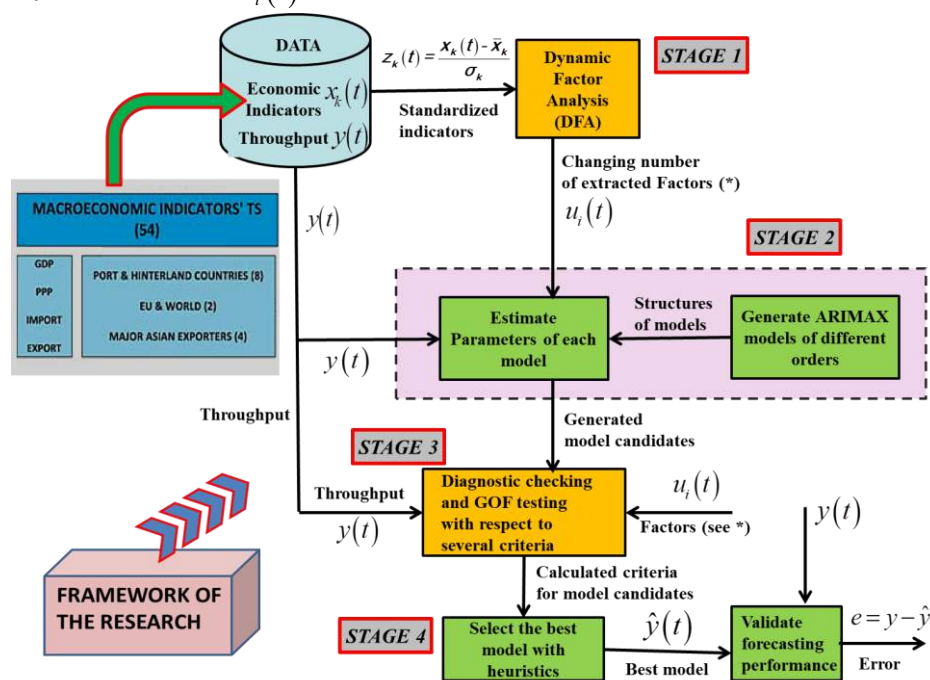 DATA
Economic
Indicators x_k(t)
Throughput y(t)
z_k(t) = (x_k(t) - x̄_k) / σ_k
Standardized
indicators
Dynamic
Factor
Analysis
(DFA)
STAGE 1
Changing number
of extracted Factors (*)
u_i(t)
MACROECONOMIC INDICATORS' TS
(54)
GDP
PPP
IMPORT
EXPORT
PORT & HINTERLAND COUNTRIES (8)
EU & WORLD (2)
MAJOR ASIAN EXPORTERS (4)
y(t)
STAGE 2
Estimate
Parameters of each
model
Structures
of models
Generate ARIMAX
models of different
orders
y(t)
Throughput
Generated
model candidates
STAGE 3
Throughput
y(t)
Diagnostic checking
and GOF testing
with respect to
several criteria
u_i(t)
Factors (see *)
y(t)
Calculated criteria
for model candidates
FRAMEWORK OF
THE RESEARCH
STAGE 4
Select the best
model with
heuristics
ŷ(t)
Best model
Validate
forecasting
performance
e = y - ŷ
Error